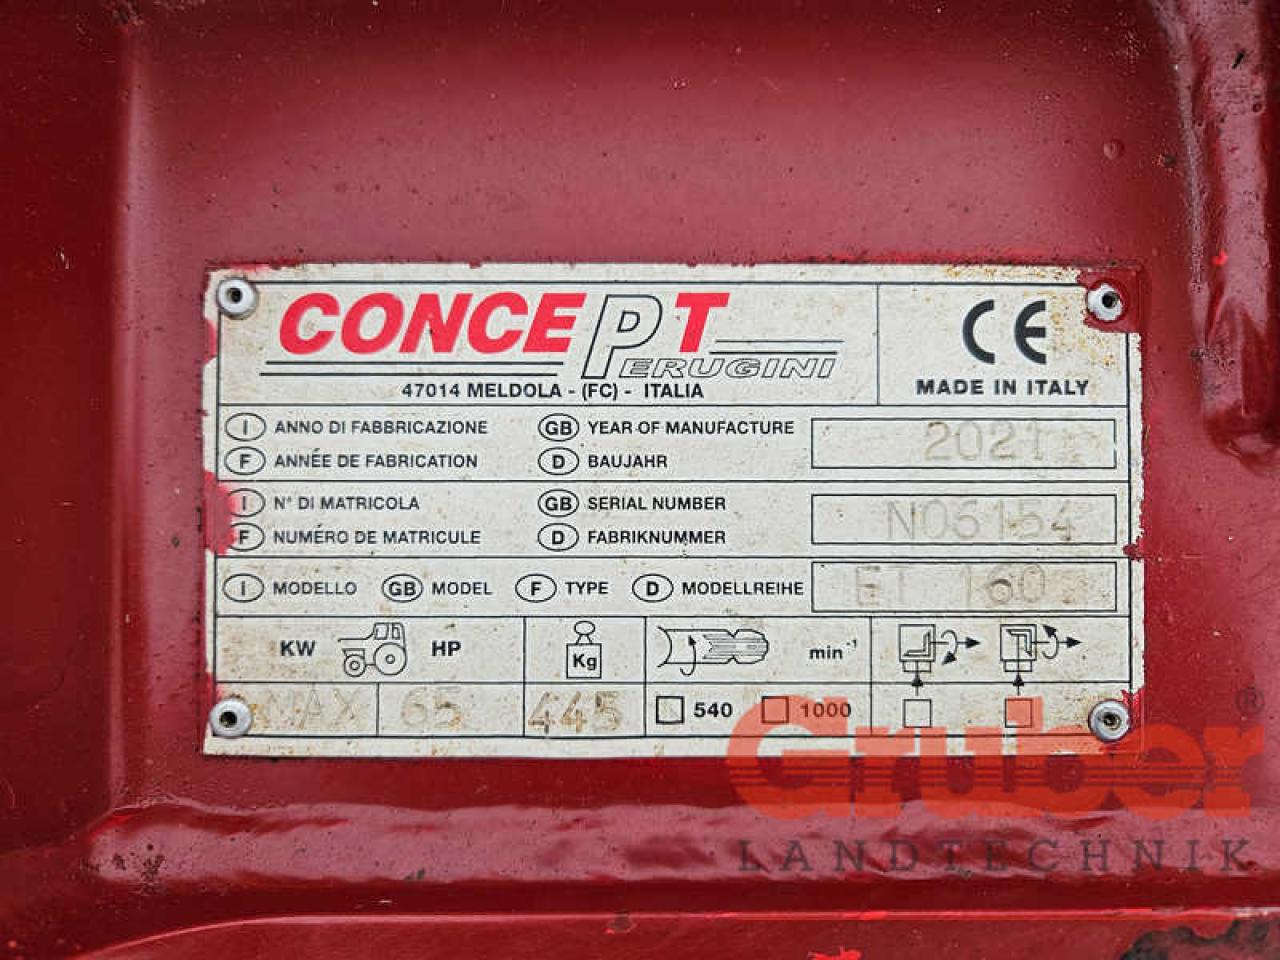 CONCEPT
PERUGINI
47014 MELDOLA - (FC) - ITALIA
CE
MADE IN ITALY
I ANNO DI FABBRICAZIONE GB YEAR OF MANUFACTURE 2021
F ANNÉE DE FABRICATION D BAUJAHR
I N° DI MATRICOLA GB SERIAL NUMBER N06154
F NUMÉRO DE MATRICULE D FABRIKNUMMER
I MODELLO GB MODEL F TYPE D MODELLREIHE ET 160
KW HP Kg min-1
MAX 65 445 540 1000
Gruber®
LANDTECHNIK